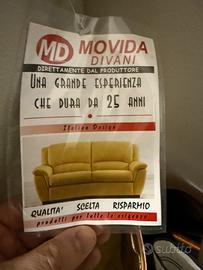 MD MOVIDA
DIVANI
DIRETTAMENTE DAL PRODUTTORE
UNA GRANDE ESPERIENZA
CHE DURA DA 25 ANNI
Italian Design
QUALITA' SCELTA RISPARMIO
prodotti per tutte le esigenze
subito